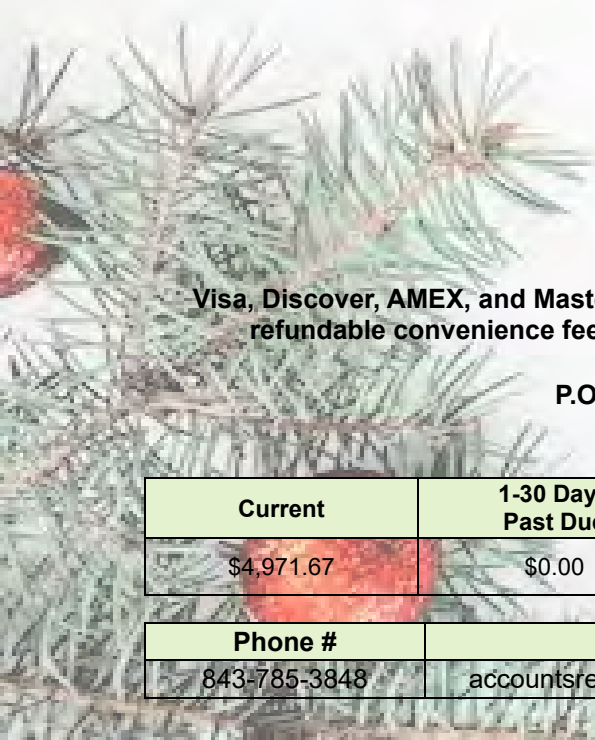 Visa, Discover, AMEX, and Mast
refundable convenience fee
P.O
Current
1-30 Day
Past Due
$4,971.67
$0.00
Phone #
843-785-3848
accountsre